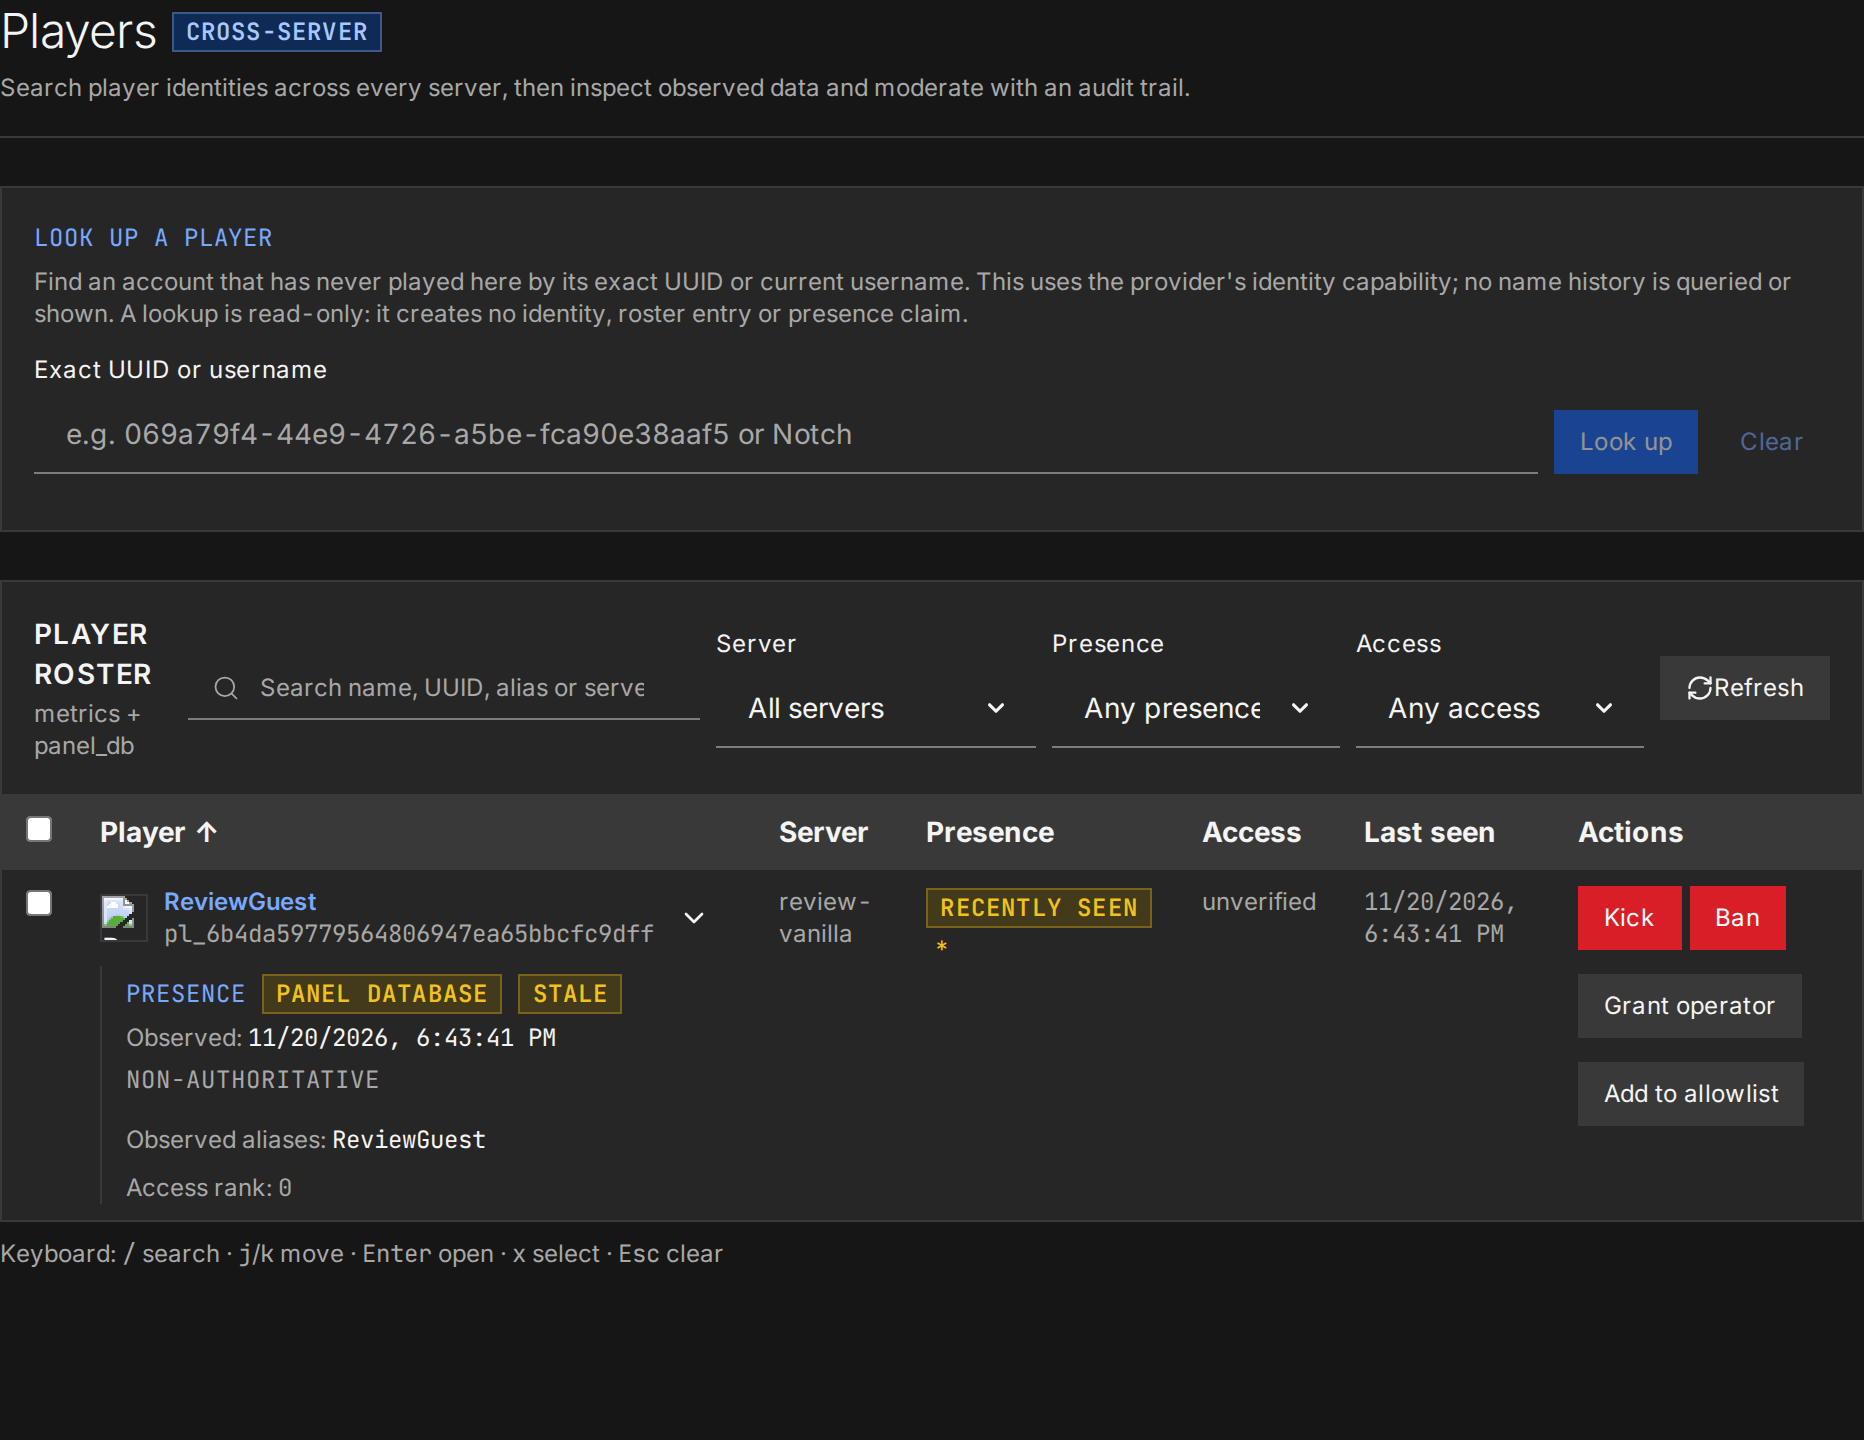 Players CROSS-SERVER
Search player identities across every server, then inspect observed data and moderate with an audit trail.
LOOK UP A PLAYER
Find an account that has never played here by its exact UUID or current username. This uses the provider's identity capability; no name history is queried or
shown. A lookup is read-only: it creates no identity, roster entry or presence claim.
Exact UUID or username
e.g. 069a79f4-44e9-4726-a5be-fca90e38aaf5 or Notch
Look up
Clear
PLAYER
ROSTER
metrics +
panel_db
Search name, UUID, alias or serve
Server
All servers
Presence
Any presence
Access
Any access
Refresh
Player ↑ Server Presence Access Last seen Actions
ReviewGuest
pl_6b4da59779564806947ea65bbcfc9dff
review-
vanilla
RECENTLY SEEN
*
unverified
11/20/2026,
6:43:41 PM
Kick Ban
Grant operator
Add to allowlist
PRESENCE PANEL DATABASE STALE
Observed: 11/20/2026, 6:43:41 PM
NON-AUTHORITATIVE
Observed aliases: ReviewGuest
Access rank: 0
Keyboard: / search · j/k move · Enter open · x select · Esc clear